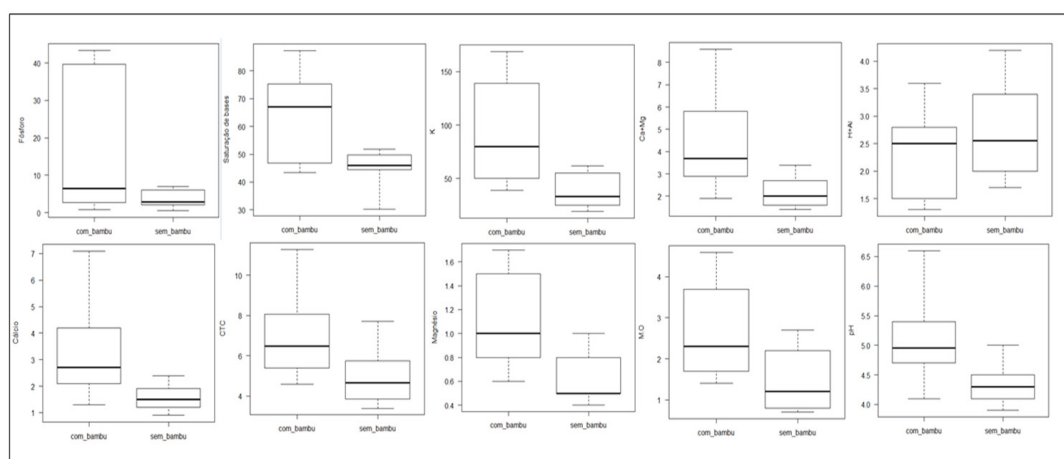 Fósforo
40
30
20
10
0
com_bambu sem_bambu
Saturação de bases
90
80
70
60
50
40
30
com_bambu sem_bambu
K
150
100
50
com_bambu sem_bambu
Ca+Mg
8
7
6
5
4
3
2
com_bambu sem_bambu
H+Al
4.0
3.5
3.0
2.5
2.0
1.5
com_bambu sem_bambu
Cálcio
7
6
5
4
3
2
1
com_bambu sem_bambu
CTC
10
8
6
4
com_bambu sem_bambu
Magnésio
1.6
1.4
1.2
1.0
0.8
0.6
0.4
com_bambu sem_bambu
M.O
4
3
2
1
com_bambu sem_bambu
pH
6.5
6.0
5.5
5.0
4.5
4.0
com_bambu sem_bambu